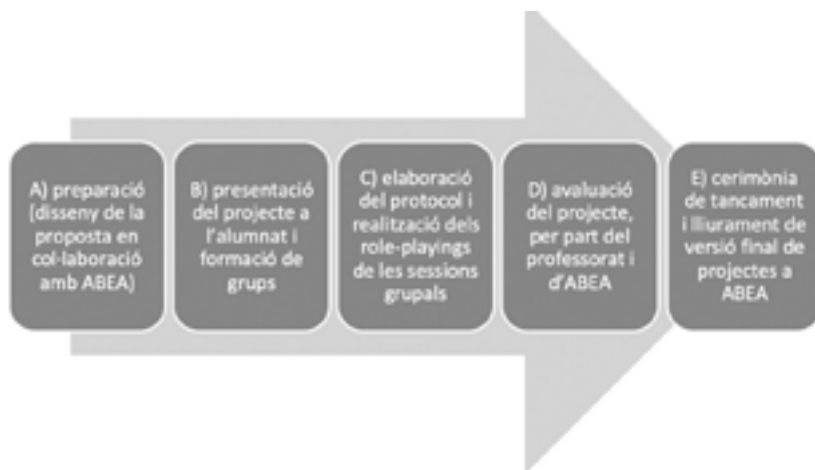 A) preparació
(disseny de la
proposta en
col·laboració
amb ABEA)
B) presentació
del projecte a
l'alumnat i
formació de
grups
C) elaboració
del protocol i
realització dels
role-playings
de les sessions
grupals
D) avaluació
del projecte,
per part del
professorat i
d'ABEA
E) cerimònia
de tancament
i lliurament de
versió final de
projectes a
ABEA